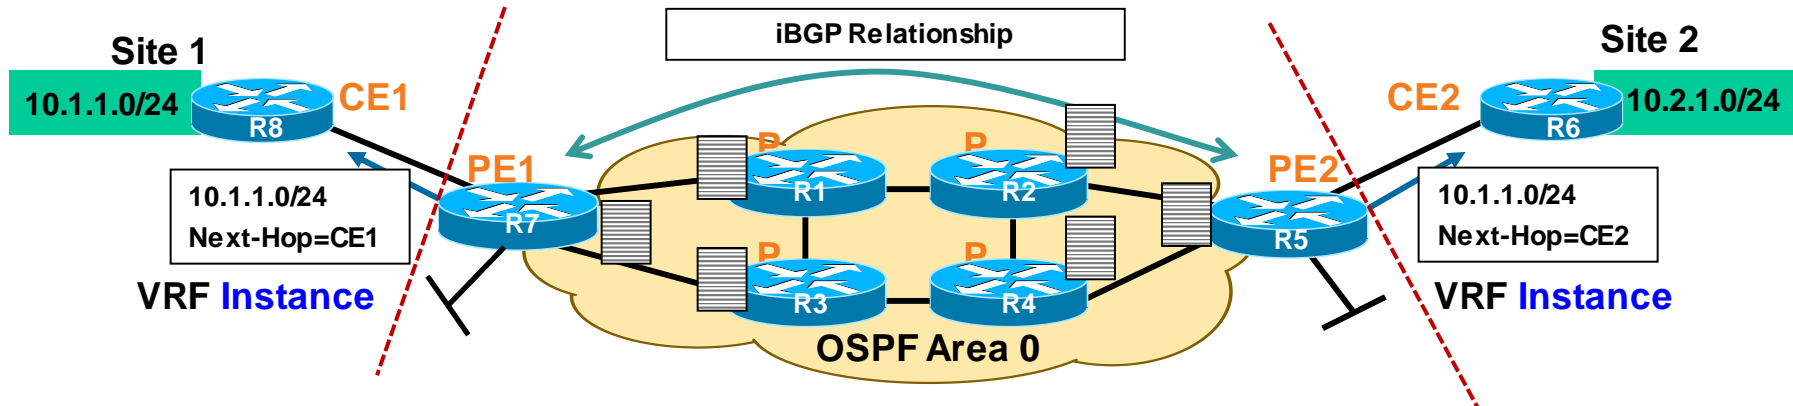 iBGP Relationship
Site 1
Site 2
10.1.1.0/24
CE1
R8
CE2
R6
10.2.1.0/24
PE1
R7
P
R1
P
R2
PE2
R5
10.1.1.0/24
Next-Hop=CE1
10.1.1.0/24
Next-Hop=CE2
P
R3
P
R4
VRF Instance
VRF Instance
OSPF Area 0